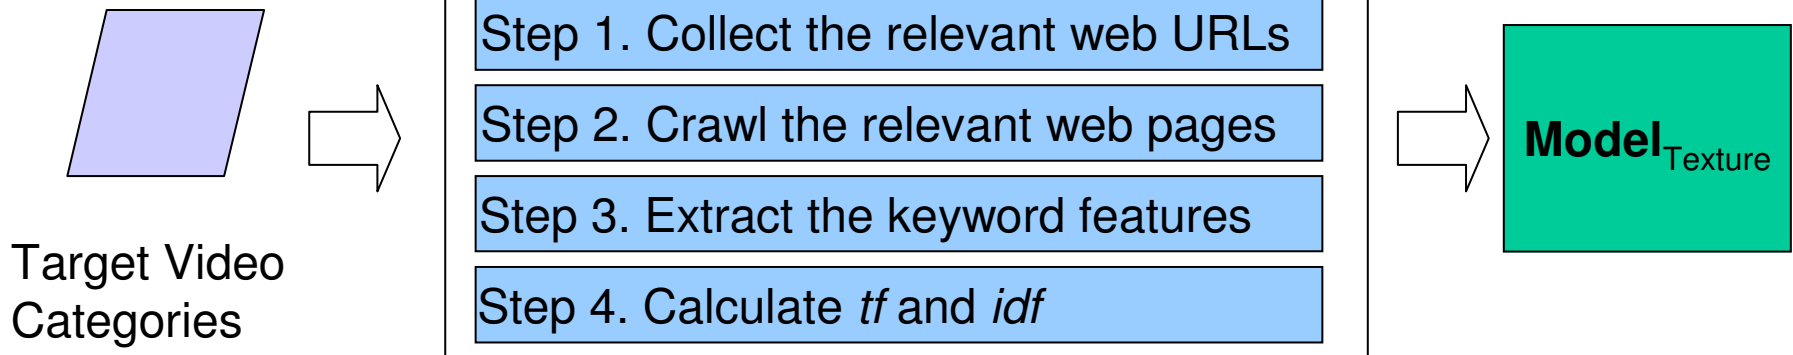 Step 1. Collect the relevant web URLs
Step 2. Crawl the relevant web pages
Step 3. Extract the keyword features
Step 4. Calculate tf and idf
Target Video
Categories
ModelTexture